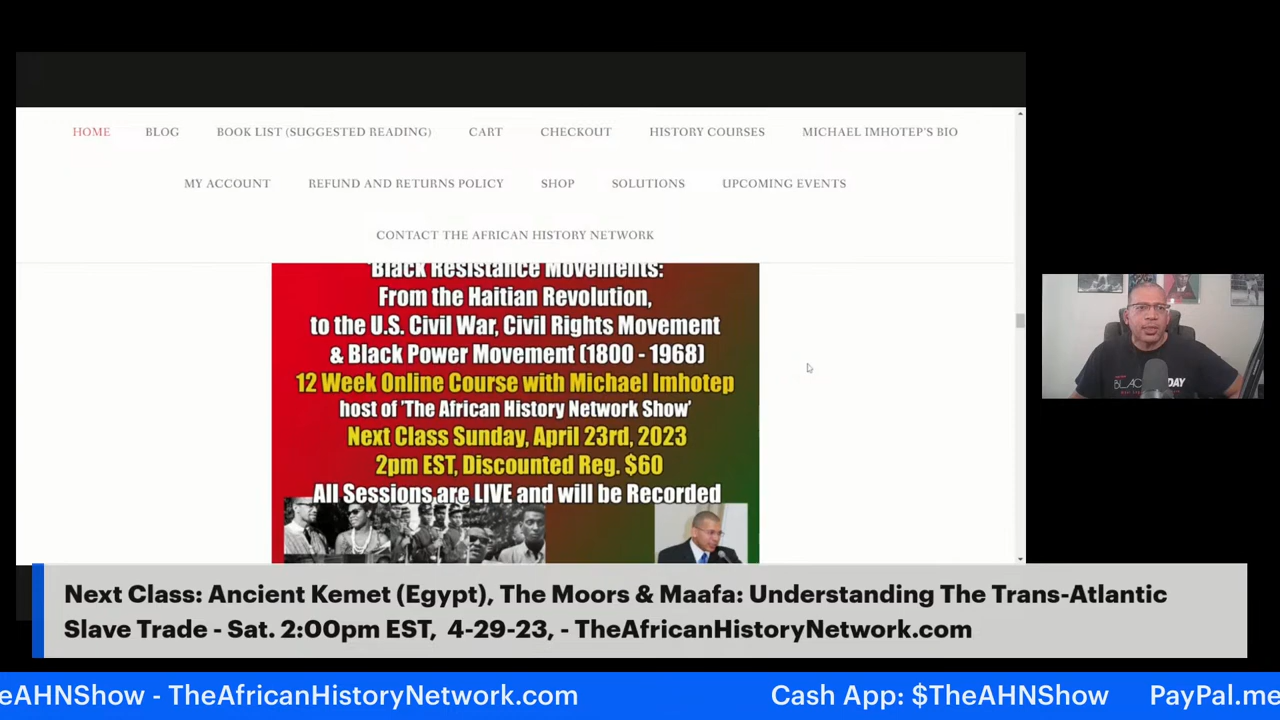 HOME BLOG BOOK LIST (SUGGESTED READING) CART CHECKOUT HISTORY COURSES MICHAEL IMHOTEP'S BIO
MY ACCOUNT REFUND AND RETURNS POLICY SHOP SOLUTIONS UPCOMING EVENTS
CONTACT THE AFRICAN HISTORY NETWORK
'Black Resistance Movements:
From the Haitian Revolution,
to the U.S. Civil War, Civil Rights Movement
& Black Power Movement (1800 - 1968)
12 Week Online Course with Michael Imhotep
host of 'The African History Network Show'
Next Class Sunday, April 23rd, 2023
2pm EST, Discounted Reg. $60
All Sessions are LIVE and will be Recorded
Next Class: Ancient Kemet (Egypt), The Moors & Maafa: Understanding The Trans-Atlantic
Slave Trade - Sat. 2:00pm EST, 4-29-23, - TheAfricanHistoryNetwork.com
eAHNShow - TheAfricanHistoryNetwork.com Cash App: $TheAHNShow PayPal.me